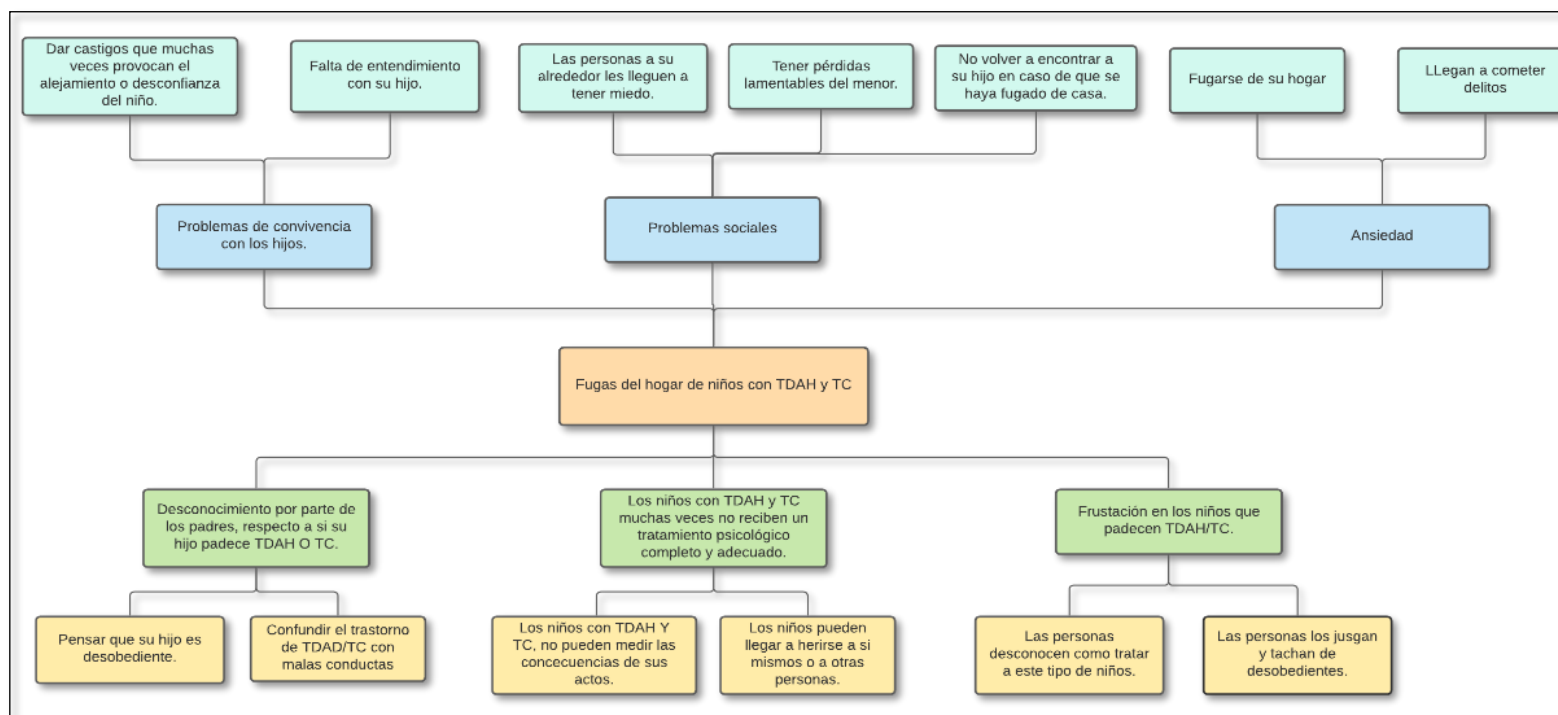 Dar castigos que muchas
veces provocan el
alejamiento o desconfianza
del niño.
Falta de entendimiento
con su hijo.
Las personas a su
alrededor les lleguen a
tener miedo.
Tener pérdidas
lamentables del menor.
No volver a encontrar a
su hijo en caso de que se
haya fugado de casa.
Fugarse de su hogar
LLegan a cometer
delitos
Problemas de convivencia
con los hijos.
Problemas sociales
Ansiedad
Fugas del hogar de niños con TDAH y TC
Desconocimiento por parte de
los padres, respecto a si su
hijo padece TDAH O TC.
Los niños con TDAH y TC
muchas veces no reciben un
tratamiento psicológico
completo y adecuado.
Frustación en los niños que
padecen TDAH/TC.
Pensar que su hijo es
desobediente.
Confundir el trastorno
de TDAD/TC con
malas conductas
Los niños con TDAH Y
TC, no pueden medir las
concecuencias de sus
actos.
Los niños pueden
llegar a herirse a si
mismos o a otras
personas.
Las personas
desconocen como tratar
a este tipo de niños.
Las personas los jusgan
y tachan de
desobedientes.